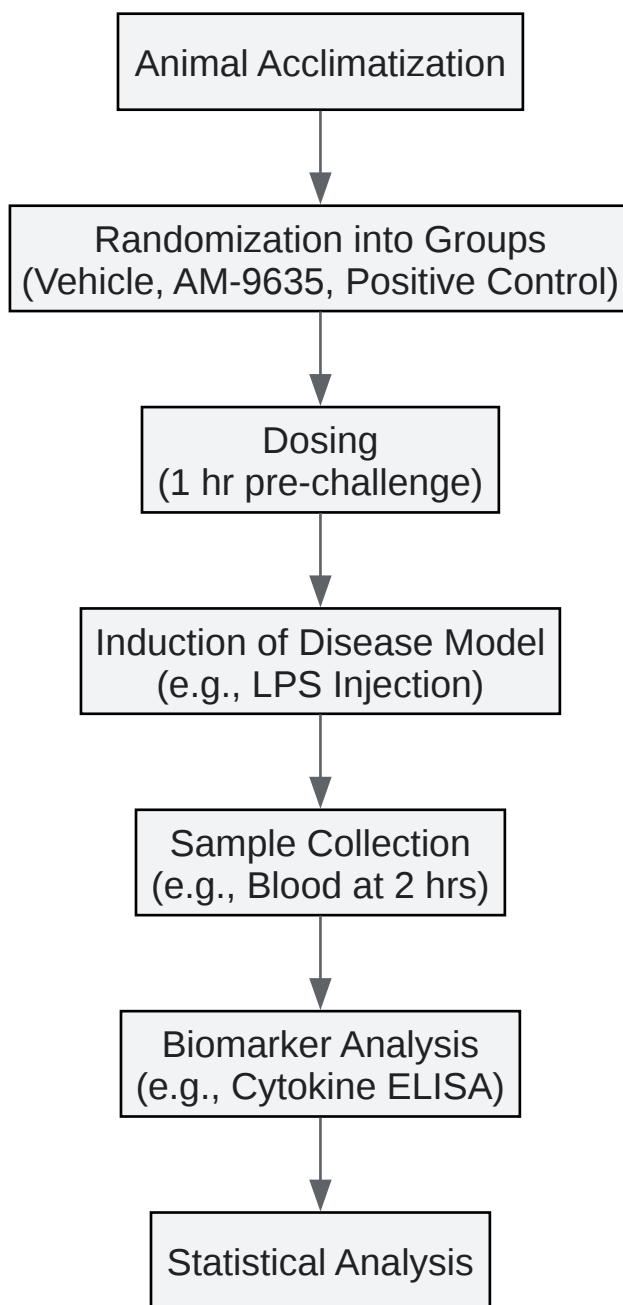 Animal Acclimatization
Randomization into Groups
(Vehicle, AM-9635, Positive Control)
Dosing
(1 hr pre-challenge)
Induction of Disease Model
(e.g., LPS Injection)
Sample Collection
(e.g., Blood at 2 hrs)
Biomarker Analysis
(e.g., Cytokine ELISA)
Statistical Analysis